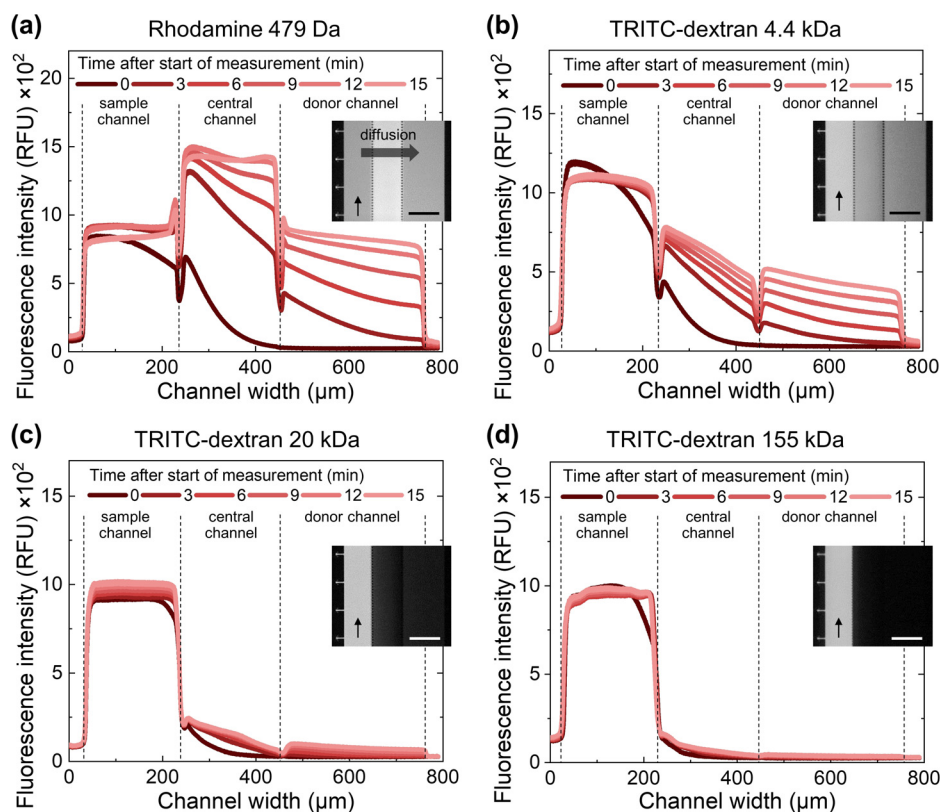 (a) Rhodamine 479 Da
Time after start of measurement (min)
0 3 6 9 12 15
sample channel
central channel
donor channel
diffusion
Fluorescence intensity (RFU) ×10²
20
15
10
5
0
0 200 400 600 800
Channel width (µm)
(b) TRITC-dextran 4.4 kDa
Time after start of measurement (min)
0 3 6 9 12 15
sample channel
central channel
donor channel
Fluorescence intensity (RFU) ×10²
15
10
5
0
0 200 400 600 800
Channel width (µm)
(c) TRITC-dextran 20 kDa
Time after start of measurement (min)
0 3 6 9 12 15
sample channel
central channel
donor channel
Fluorescence intensity (RFU) ×10²
15
10
5
0
0 200 400 600 800
Channel width (µm)
(d) TRITC-dextran 155 kDa
Time after start of measurement (min)
0 3 6 9 12 15
sample channel
central channel
donor channel
Fluorescence intensity (RFU) ×10²
15
10
5
0
0 200 400 600 800
Channel width (µm)